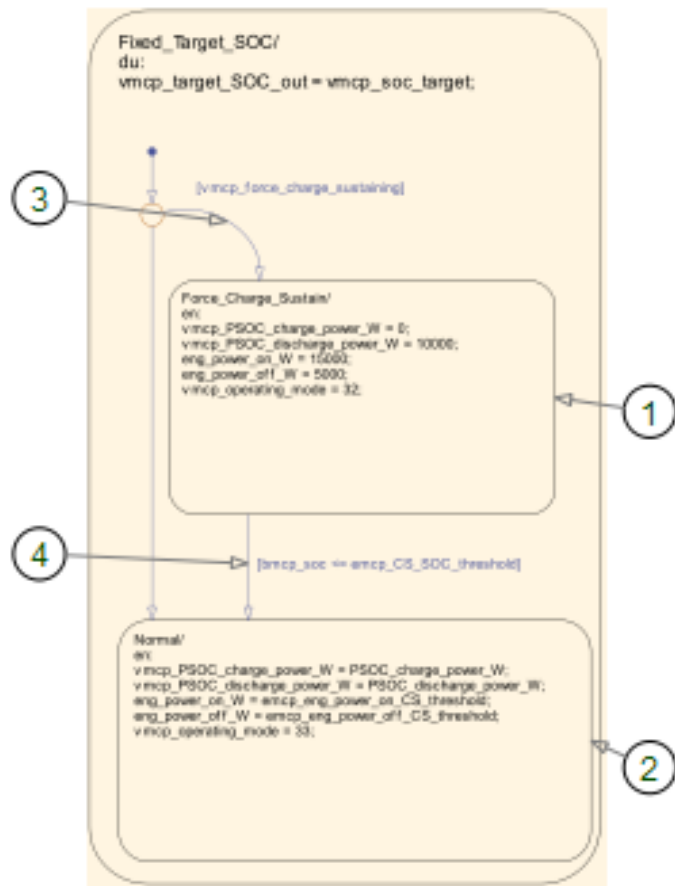 Fixed_Target_SOC/
du:
vmcp_target_SOC_out = vmcp_soc_target;
3
[vmcp_force_charge_sustaining]
Force_Charge_Sustain/
en:
vmcp_PSOC_charge_power_W = 0;
vmcp_PSOC_discharge_power_W = 10000;
eng_power_on_W = 15000;
eng_power_off_W = 5000;
vmcp_operating_mode = 32;
1
4
[bmcp_soc <= emcp_CS_SOC_threshold]
Normal/
en:
vmcp_PSOC_charge_power_W = PSOC_charge_power_W;
vmcp_PSOC_discharge_power_W = PSOC_discharge_power_W;
eng_power_on_W = emcp_eng_power_on_CS_threshold;
eng_power_off_W = emcp_eng_power_off_CS_threshold;
vmcp_operating_mode = 33;
2